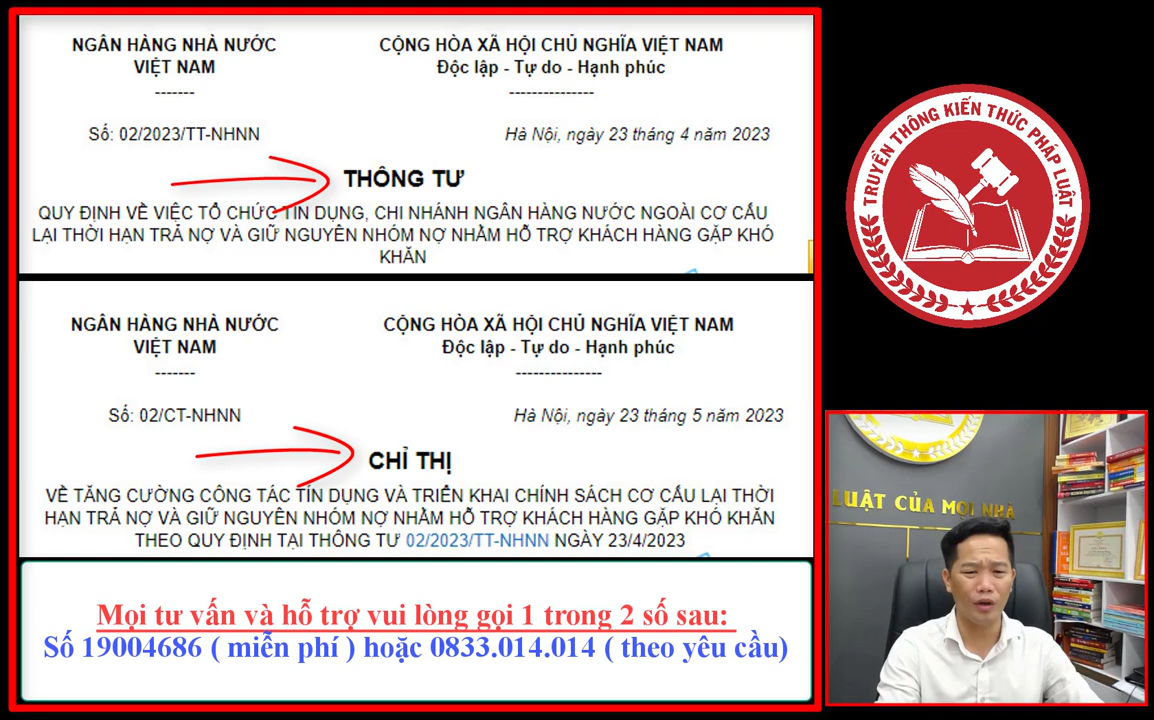 NGÂN HÀNG NHÀ NƯỚC
VIỆT NAM
-------
CỘNG HÒA XÃ HỘI CHỦ NGHĨA VIỆT NAM
Độc lập - Tự do - Hạnh phúc
---------------
Số: 02/2023/TT-NHNN
Hà Nội, ngày 23 tháng 4 năm 2023
THÔNG TƯ
QUY ĐỊNH VỀ VIỆC TỔ CHỨC TÍN DỤNG, CHI NHÁNH NGÂN HÀNG NƯỚC NGOÀI CƠ CẤU
LẠI THỜI HẠN TRẢ NỢ VÀ GIỮ NGUYÊN NHÓM NỢ NHẰM HỖ TRỢ KHÁCH HÀNG GẶP KHÓ
KHĂN
NGÂN HÀNG NHÀ NƯỚC
VIỆT NAM
-------
CỘNG HÒA XÃ HỘI CHỦ NGHĨA VIỆT NAM
Độc lập - Tự do - Hạnh phúc
---------------
Số: 02/CT-NHNN
Hà Nội, ngày 23 tháng 5 năm 2023
CHỈ THỊ
VỀ TĂNG CƯỜNG CÔNG TÁC TÍN DỤNG VÀ TRIỂN KHAI CHÍNH SÁCH CƠ CẤU LẠI THỜI
HẠN TRẢ NỢ VÀ GIỮ NGUYÊN NHÓM NỢ NHẰM HỖ TRỢ KHÁCH HÀNG GẶP KHÓ KHĂN
THEO QUY ĐỊNH TẠI THÔNG TƯ 02/2023/TT-NHNN NGÀY 23/4/2023
Mọi tư vấn và hỗ trợ vui lòng gọi 1 trong 2 số sau:
Số 19004686 ( miễn phí ) hoặc 0833.014.014 ( theo yêu cầu)
TRUYỀN THÔNG KIẾN THỨC PHÁP LUẬT
LUẬT CỦA MỌI NHÀ